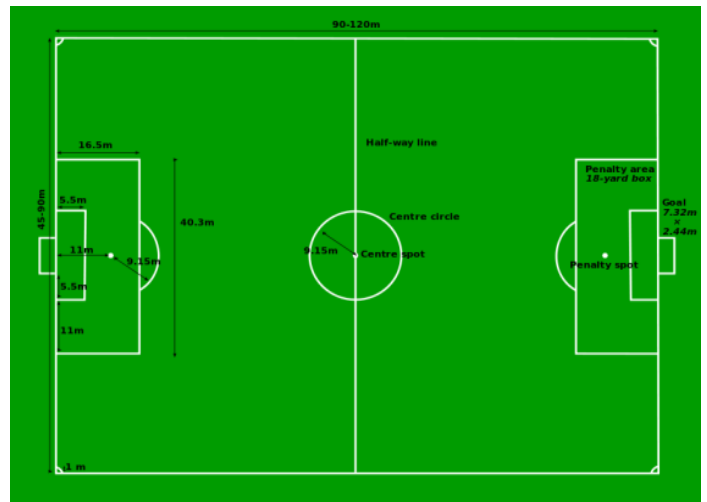 90-120m
Half-way line
16.5m
Penalty area
18-yard box
5.5m
45-90m
Goal
7.32m
×
2.44m
40.3m
Centre circle
11m
9.15m
9.15m
Centre spot
Penalty spot
5.5m
11m
1 m